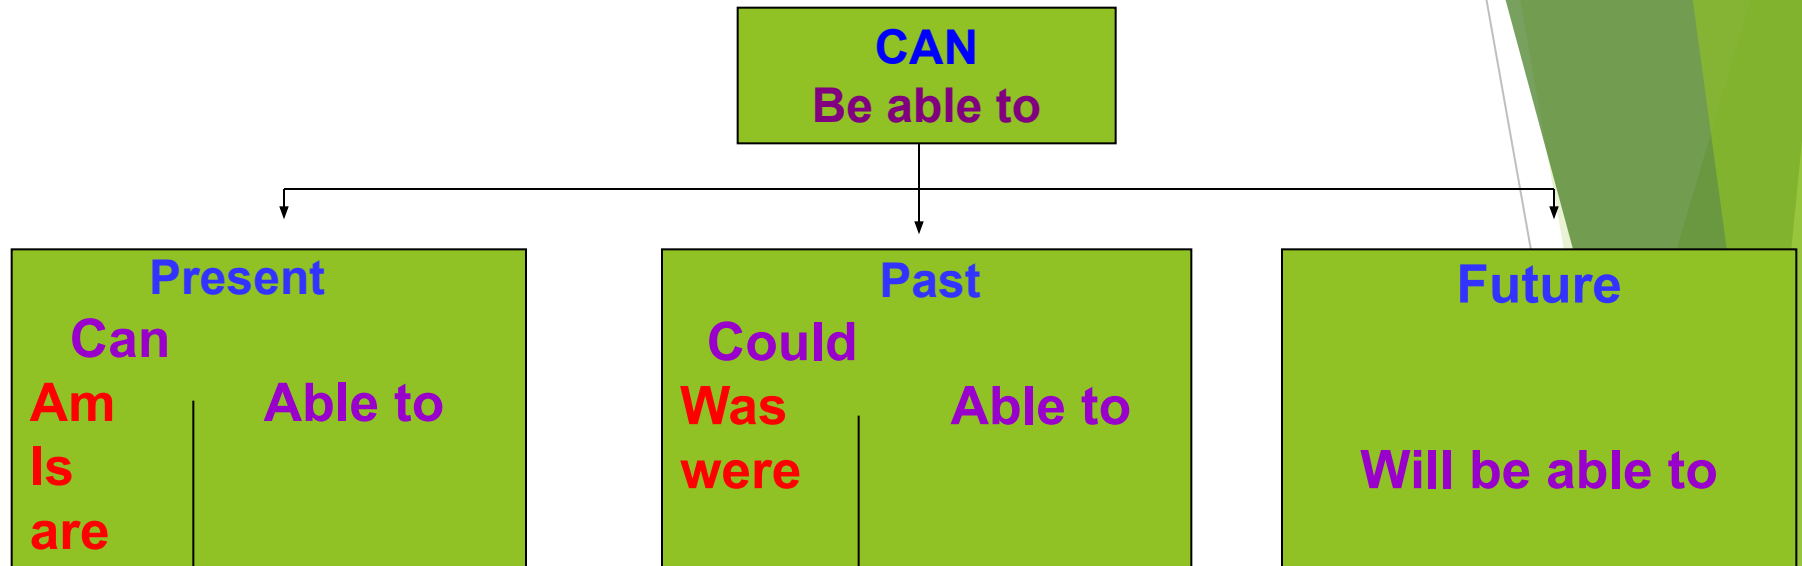 CAN
Be able to
Present
Can
Am Able to
Is
are
Past
Could
Was Able to
were
Future
Will be able to